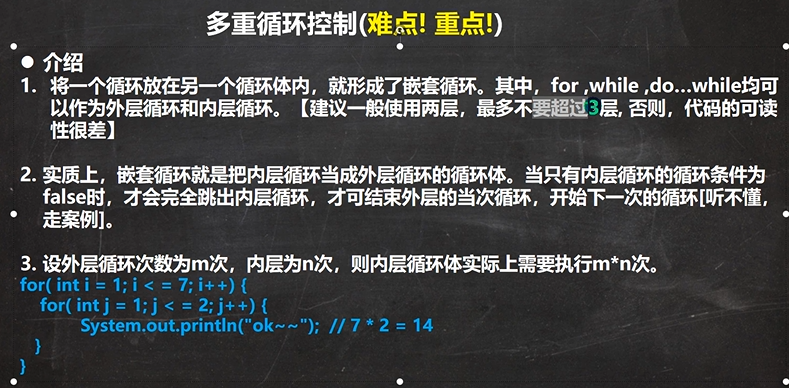 多重循环控制(难点! 重点!)
● 介绍
1. 将一个循环放在另一个循环体内，就形成了嵌套循环。其中，for ,while ,do…while均可
以作为外层循环和内层循环。【建议一般使用两层，最多不要超过3层, 否则，代码的可读
性很差】
2. 实质上，嵌套循环就是把内层循环当成外层循环的循环体。当只有内层循环的循环条件为
false时，才会完全跳出内层循环，才可结束外层的当次循环，开始下一次的循环[听不懂，
走案例]。
3. 设外层循环次数为m次，内层为n次，则内层循环体实际上需要执行m*n次。
for( int i = 1; i < = 7; i++) {
for( int j = 1; j < = 2; j++) {
System.out.println("ok~~");  // 7 * 2 = 14
}
}